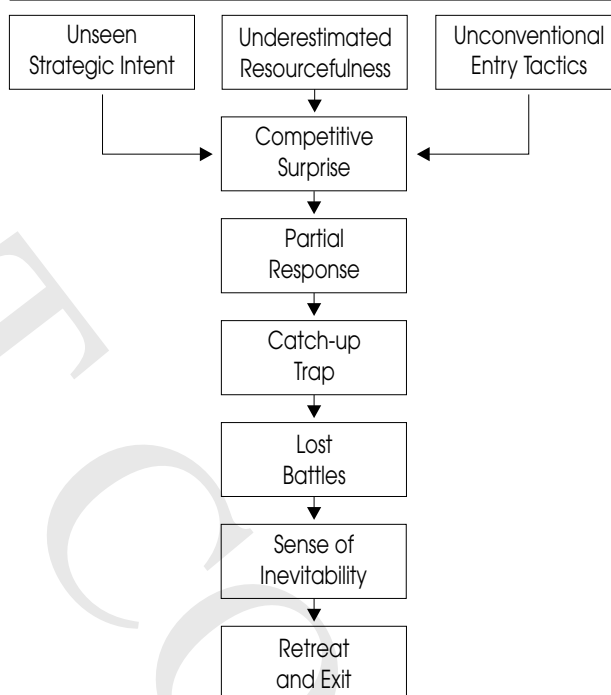 Unseen
Strategic Intent
Underestimated
Resourcefulness
Unconventional
Entry Tactics
Competitive
Surprise
Partial
Response
Catch-up
Trap
Lost
Battles
Sense of
Inevitability
Retreat
and Exit
T
CO